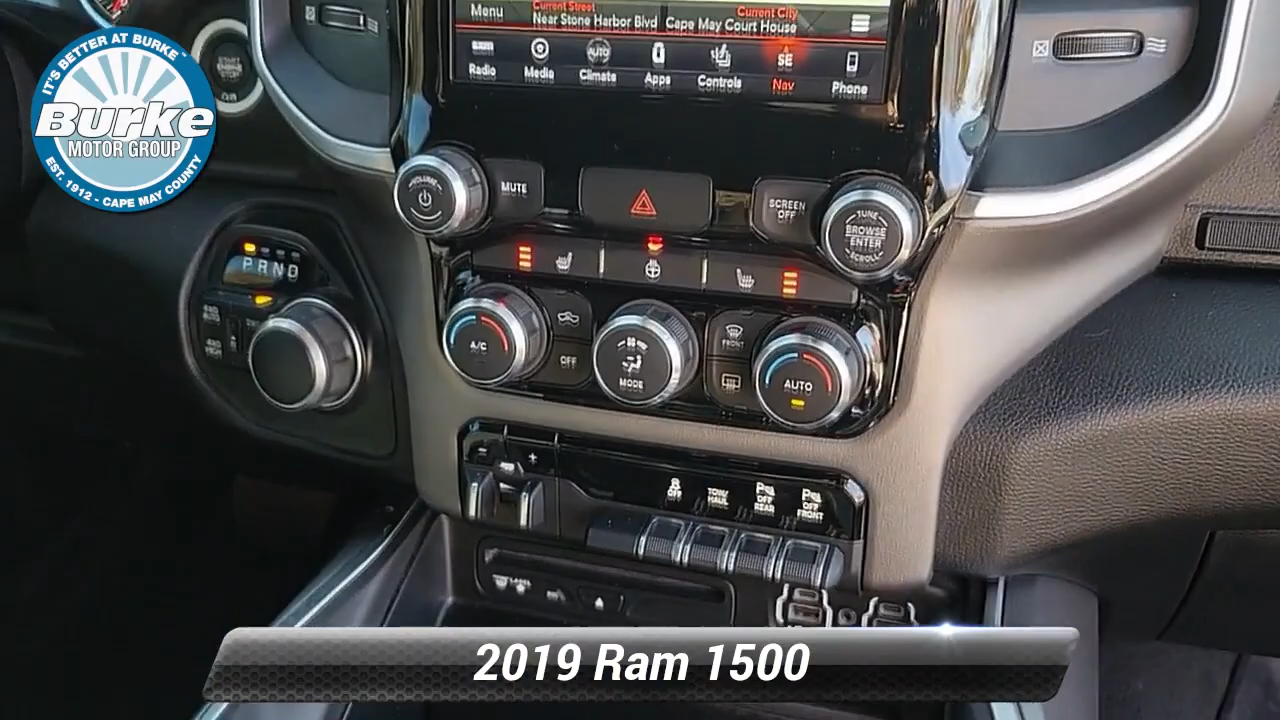 IT'S BETTER AT BURKE
Burke
MOTOR GROUP
EST. 1912 - CAPE MAY COUNTY
Menu
Current Street
Near Stone Harbor Blvd
Current City
Cape May Court House
Radio
Media
AUTO
Climate
Apps
Controls
SE
Nav
Phone
VOLUME
MUTE
SCREEN
OFF
TUNE
BROWSE
ENTER
SCROLL
PRND
A/C
OFF
MODE
FRONT
AUTO
OFF
TOW/
HAUL
OFF
REAR
OFF
FRONT
2019 Ram 1500